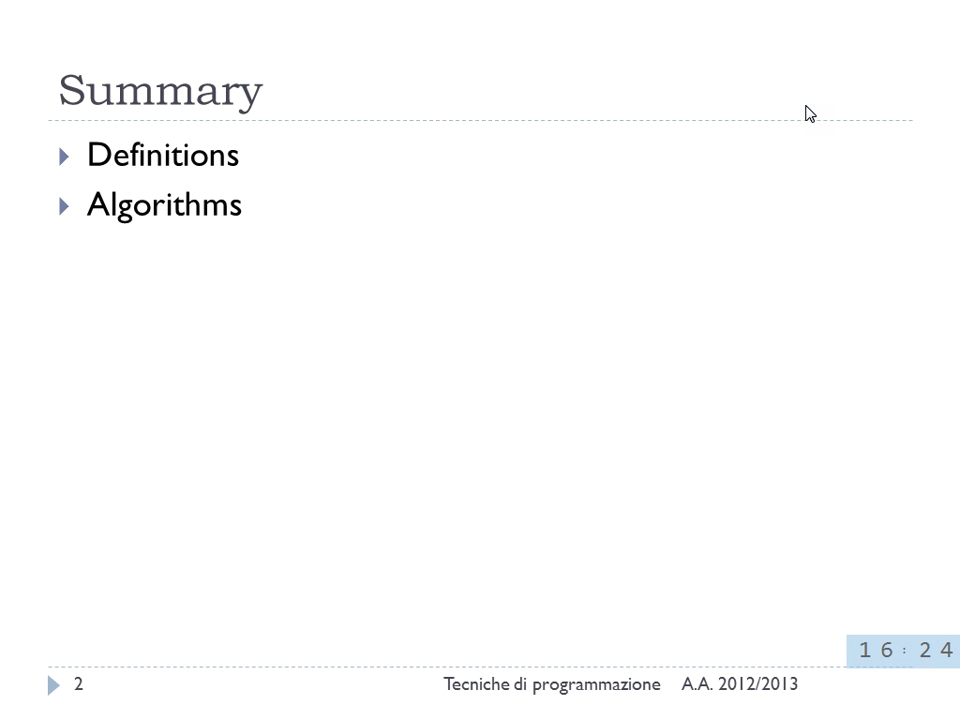 Summary
Definitions
Algorithms
16:24
2 Tecniche di programmazione A.A. 2012/2013